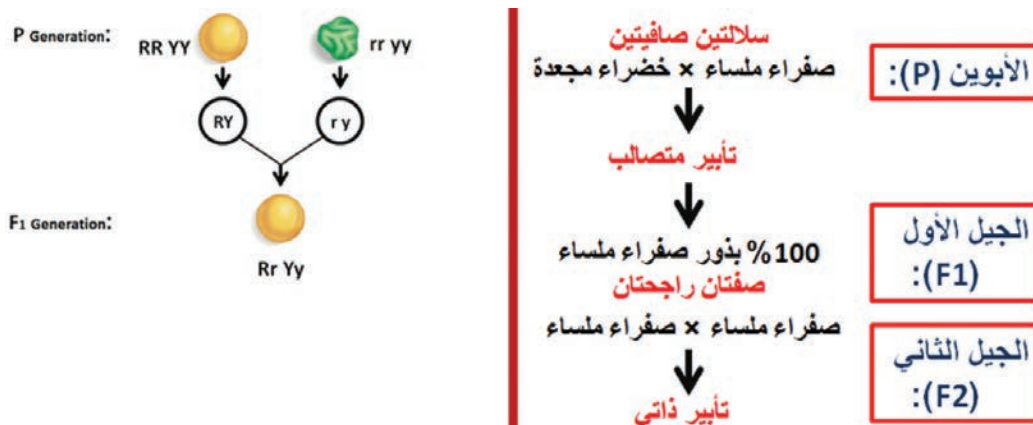 P Generation:
RR YY
rr yy
RY
r y
F1 Generation:
Rr Yy
الأبوين (P):
سلالتين صافيتين
صفراء ملساء × خضراء مجعدة
تأبير متصالب
الجيل الأول
(F1):
100% بذور صفراء ملساء
صفتان راجحتان
صفراء ملساء × صفراء ملساء
الجيل الثاني
(F2):
تأبير ذاتي